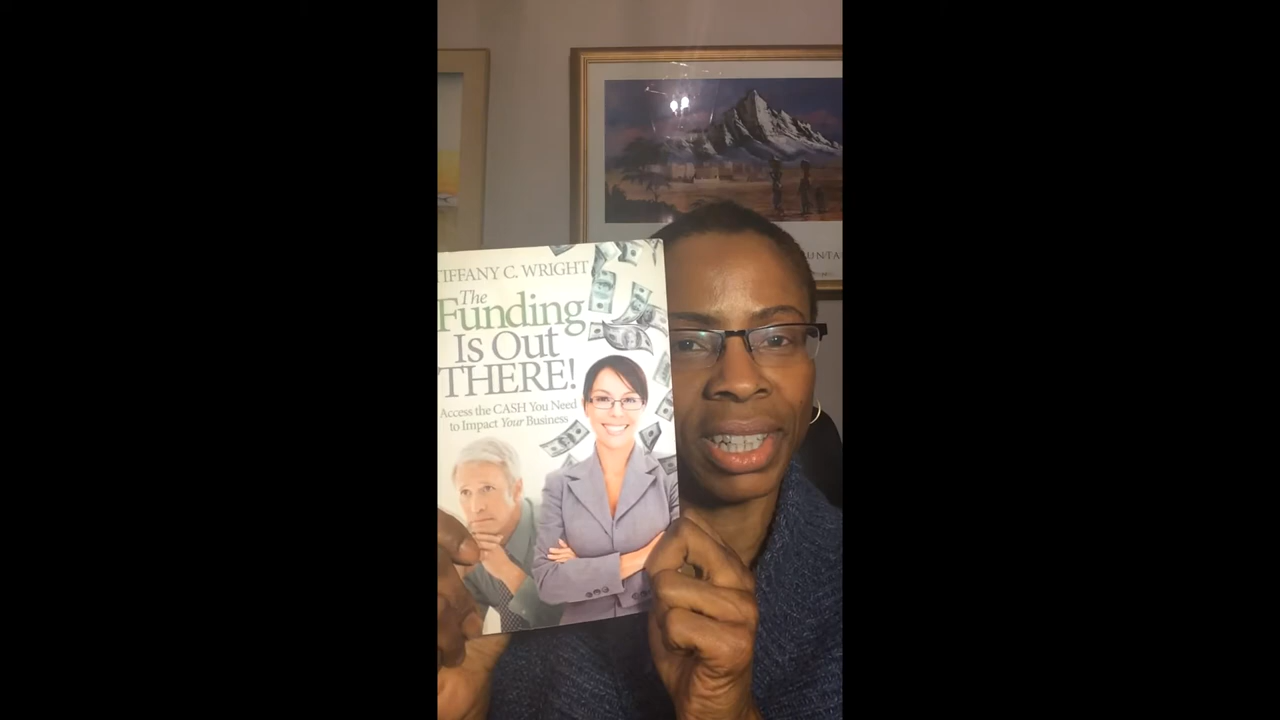 TIFFANY C. WRIGHT
The
Funding
Is Out
THERE!
Access the CASH You Need
to Impact Your Business